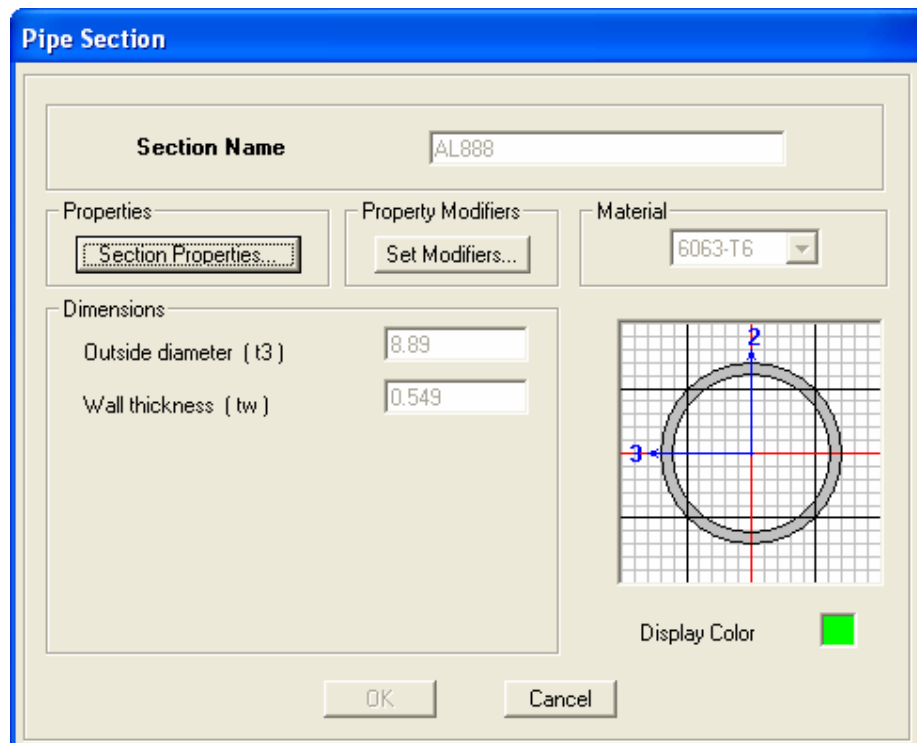 Pipe Section
Section Name AL888
Properties Property Modifiers Material
Section Properties... Set Modifiers... 6063-T6
Dimensions
Outside diameter ( t3 ) 8.89
Wall thickness ( tw ) 0.549
2
3
Display Color
OK Cancel